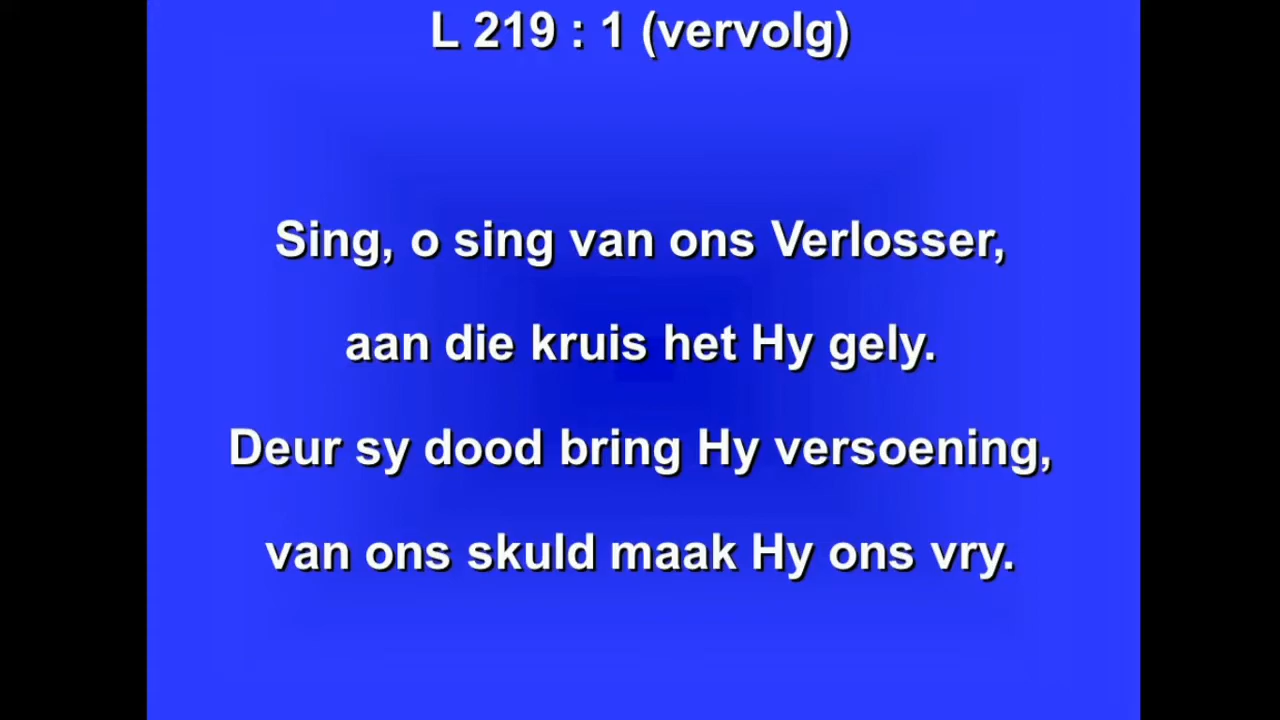 L 219 : 1 (vervolg)
Sing, o sing van ons Verlosser,
aan die kruis het Hy gely.
Deur sy dood bring Hy versoening,
van ons skuld maak Hy ons vry.